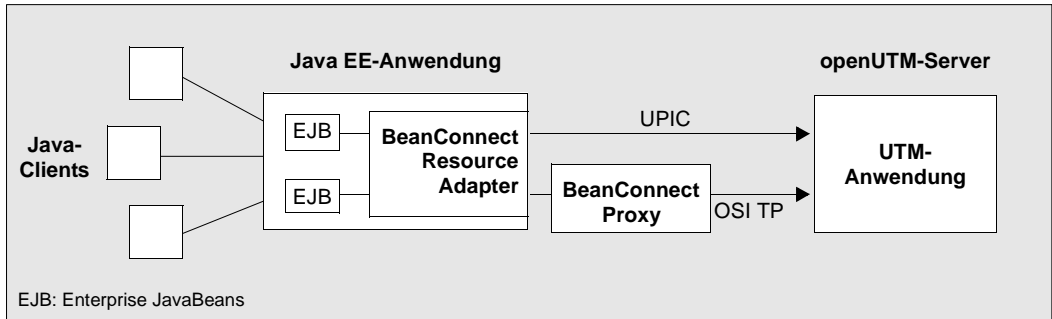 Java EE-Anwendung
openUTM-Server
Java-
Clients
EJB
EJB
BeanConnect
Resource
Adapter
UPIC
BeanConnect
Proxy
OSI TP
UTM-
Anwendung
EJB: Enterprise JavaBeans